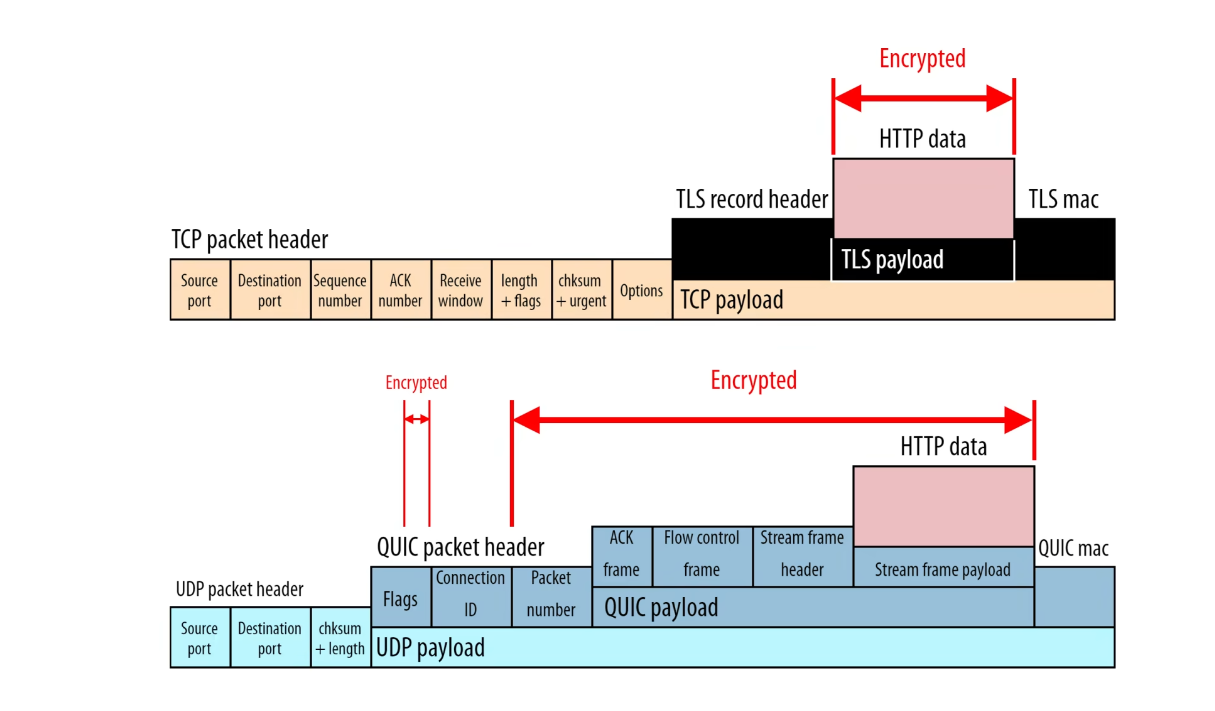 Encrypted
HTTP data
TLS record header
TLS mac
TCP packet header
TLS payload
Source
port
Destination
port
Sequence
number
ACK
number
Receive
window
length
+ flags
chksum
+ urgent
Options
TCP payload
Encrypted
Encrypted
HTTP data
QUIC packet header
ACK
frame
Flow control
frame
Stream frame
header
Stream frame payload
QUIC mac
UDP packet header
Flags
Connection
ID
Packet
number
QUIC payload
Source
port
Destination
port
chksum
+ length
UDP payload